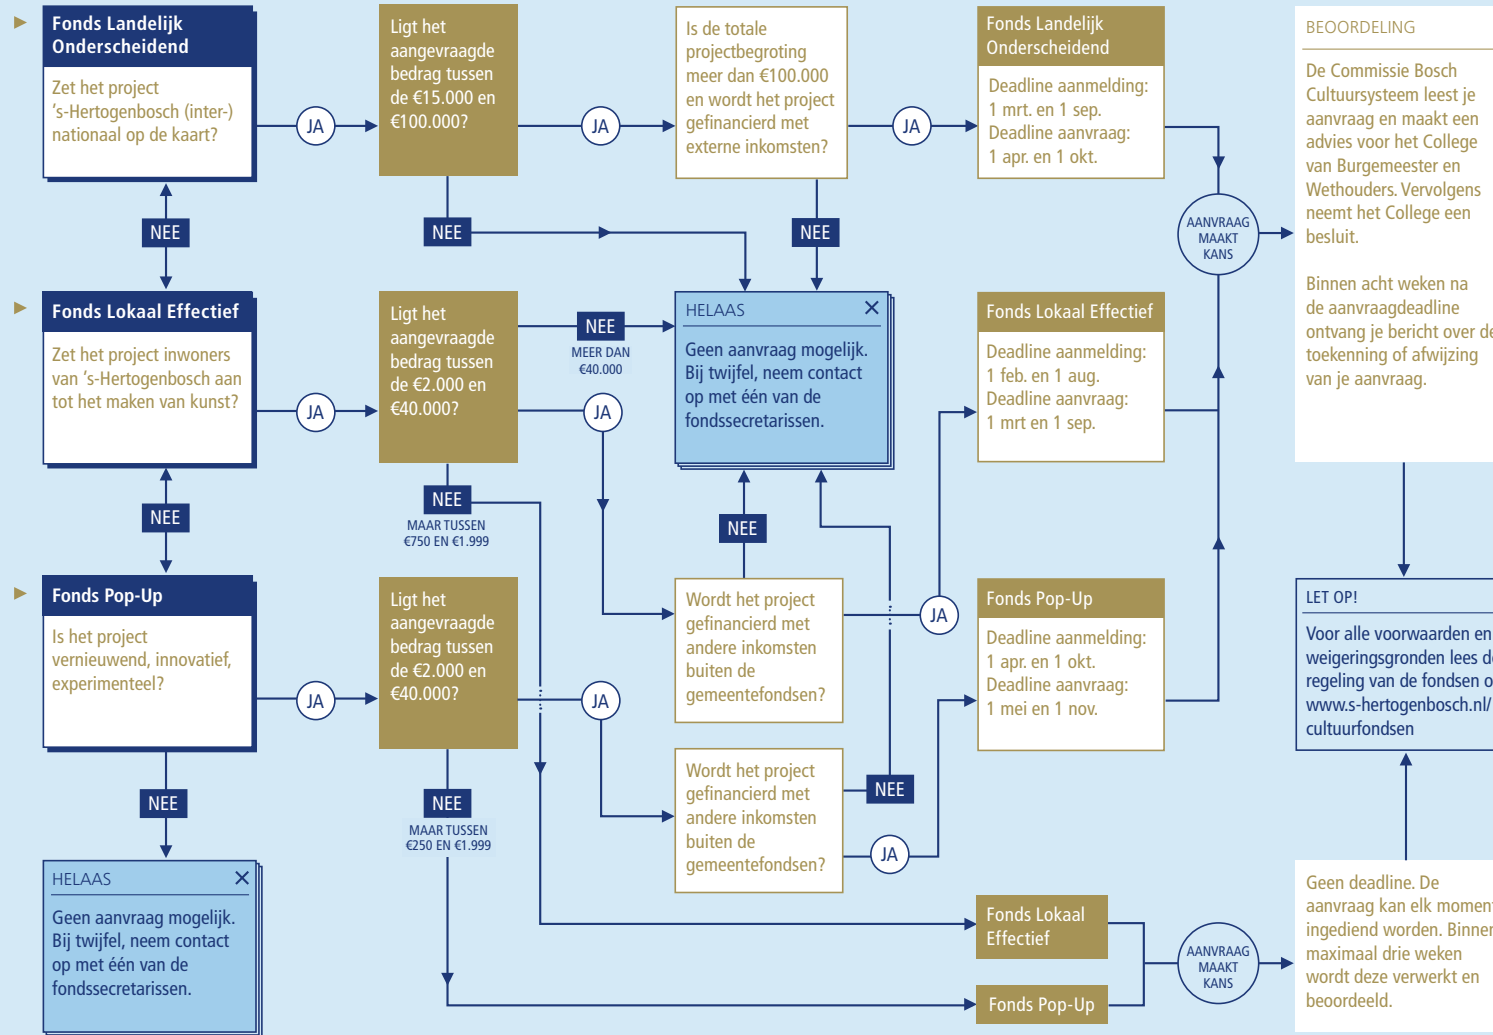 Fonds Landelijk
Onderscheidend
Zet het project
's-Hertogenbosch (inter-)
nationaal op de kaart?
JA
Ligt het
aangevraagde
bedrag tussen
de €15.000 en
€100.000?
JA
Is de totale
projectbegroting
meer dan €100.000
en wordt het project
gefinancierd met
externe inkomsten?
JA
Fonds Landelijk
Onderscheidend
Deadline aanmelding:
1 mrt. en 1 sep.
Deadline aanvraag:
1 apr. en 1 okt.
AANVRAAG
MAAKT
KANS
BEOORDELING
De Commissie Bosch
Cultuursysteem leest je
aanvraag en maakt een
advies voor het College
van Burgemeester en
Wethouders. Vervolgens
neemt het College een
besluit.
Binnen acht weken na
de aanvraagdeadline
ontvang je bericht over de
toekenning of afwijzing
van je aanvraag.
NEE
NEE
NEE
Fonds Lokaal Effectief
Zet het project inwoners
van 's-Hertogenbosch aan
tot het maken van kunst?
JA
Ligt het
aangevraagde
bedrag tussen
de €2.000 en
€40.000?
NEE
MEER DAN
€40.000
JA
HELAAS
Geen aanvraag mogelijk.
Bij twijfel, neem contact
op met één van de
fondssecretarissen.
Fonds Lokaal Effectief
Deadline aanmelding:
1 feb. en 1 aug.
Deadline aanvraag:
1 mrt en 1 sep.
NEE
NEE
MAAR TUSSEN
€750 EN €1.999
NEE
Fonds Pop-Up
Is het project
vernieuwend, innovatief,
experimenteel?
JA
Ligt het
aangevraagde
bedrag tussen
de €2.000 en
€40.000?
JA
Wordt het project
gefinancierd met
andere inkomsten
buiten de
gemeentefondsen?
JA
Fonds Pop-Up
Deadline aanmelding:
1 apr. en 1 okt.
Deadline aanvraag:
1 mei en 1 nov.
LET OP!
Voor alle voorwaarden en
weigeringsgronden lees de
regeling van de fondsen o
www.s-hertogenbosch.nl/
cultuurfondsen
NEE
NEE
MAAR TUSSEN
€250 EN €1.999
Wordt het project
gefinancierd met
andere inkomsten
buiten de
gemeentefondsen?
NEE
JA
HELAAS
Geen aanvraag mogelijk.
Bij twijfel, neem contact
op met één van de
fondssecretarissen.
Fonds Lokaal
Effectief
Fonds Pop-Up
AANVRAAG
MAAKT
KANS
Geen deadline. De
aanvraag kan elk moment
ingediend worden. Binnen
maximaal drie weken
wordt deze verwerkt en
beoordeeld.